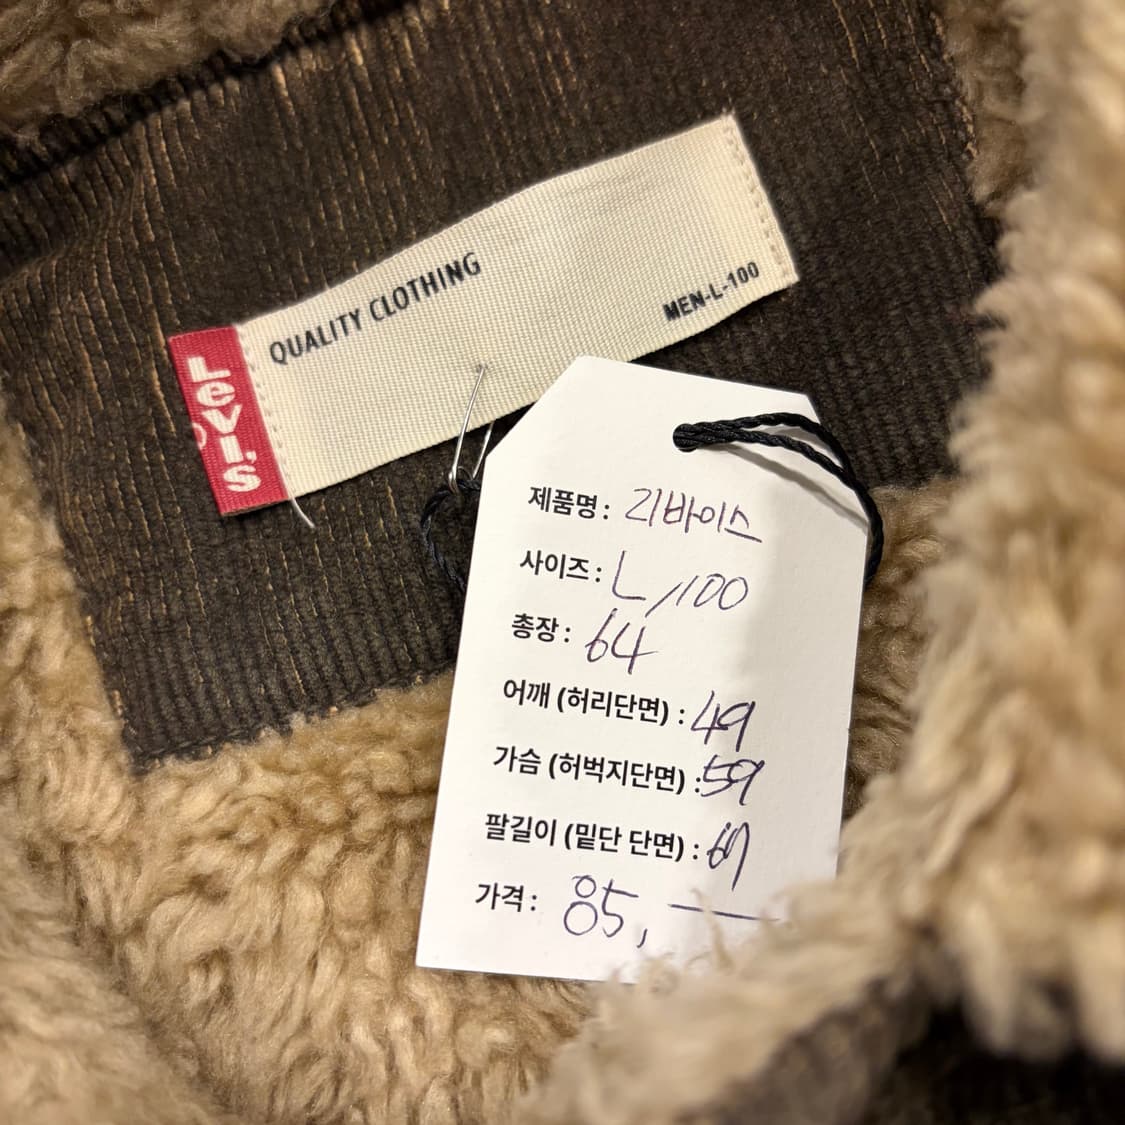 QUALITY CLOTHING
MEN-L-100
LEVI'S
제품명: 리바이스
사이즈: L/100
총장: 64
어깨 (허리단면) : 49
가슴 (허벅지단면) : 59
팔길이 (밑단 단면) :
가격: 85,—